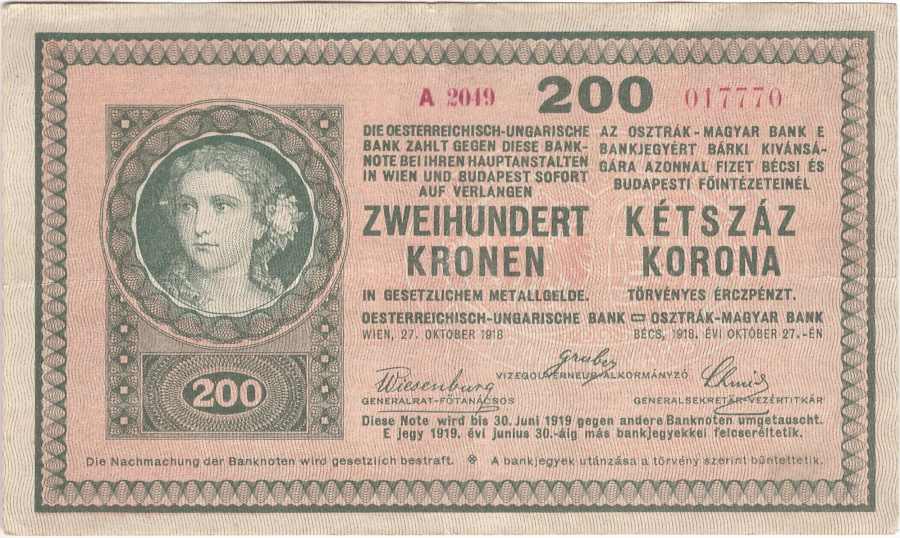 A 2049 200 017770
DIE OESTERREICHISCH-UNGARISCHE
BANK ZAHLT GEGEN DIESE BANK-
NOTE BEI IHREN HAUPTANSTALTEN
IN WIEN UND BUDAPEST SOFORT
AUF VERLANGEN
ZWEIHUNDERT
KRONEN
IN GESETZLICHEM METALLGELDE.
OESTERREICHISCH-UNGARISCHE BANK
WIEN, 27. OKTOBER 1918
AZ OSZTRÁK-MAGYAR BANK E
BANKJEGYÉRT BÁRKI KIVÁNSÁ-
GÁRA AZONNAL FIZET BÉCSI ÉS
BUDAPESTI FŐINTÉZETEINÉL
KÉTSZÁZ
KORONA
TÖRVÉNYES ÉRCZPÉNZT.
OSZTRÁK-MAGYAR BANK
BÉCS, 1918. ÉVI OKTÓBER 27.-ÉN
Gruber
VIZEGOUVERNEUR-ALKORMÁNYZÓ
Wiesenburg
GENERALRAT-FŐTANÁCSOS
Schmid
GENERALSEKRETÄR-VEZÉRTITKÁR
200
Diese Note wird bis 30. Juni 1919 gegen andere Banknoten umgetauscht.
E jegy 1919. évi junius 30.-áig más bankjegyekkel felcseréltetik.
Die Nachmachung der Banknoten wird gesetzlich bestraft. ※ A bankjegyek utánzása a törvény szerint büntettetik.